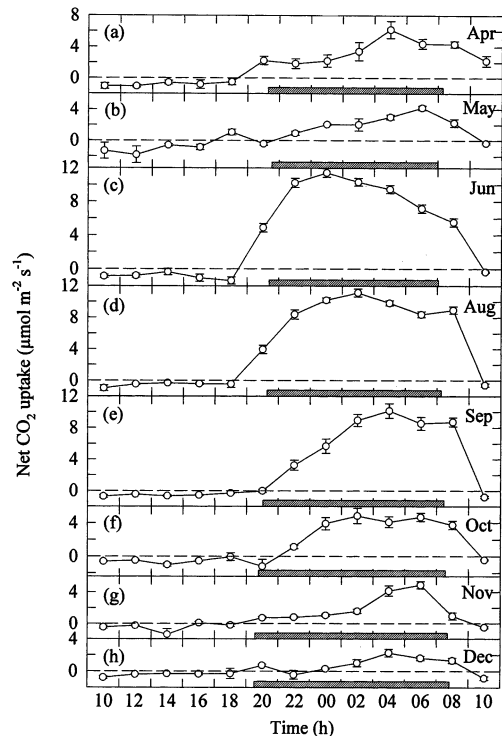 8
(a) Apr
4
0
(b) May
4
0
12
(c) Jun
8
4
0
12
(d) Aug
8
4
0
12
(e) Sep
8
4
0
(f) Oct
4
0
(g) Nov
4
0
4
(h) Dec
0
10 12 14 16 18 20 22 00 02 04 06 08 10
Time (h)
Net CO₂ uptake (µmol m⁻² s⁻¹)